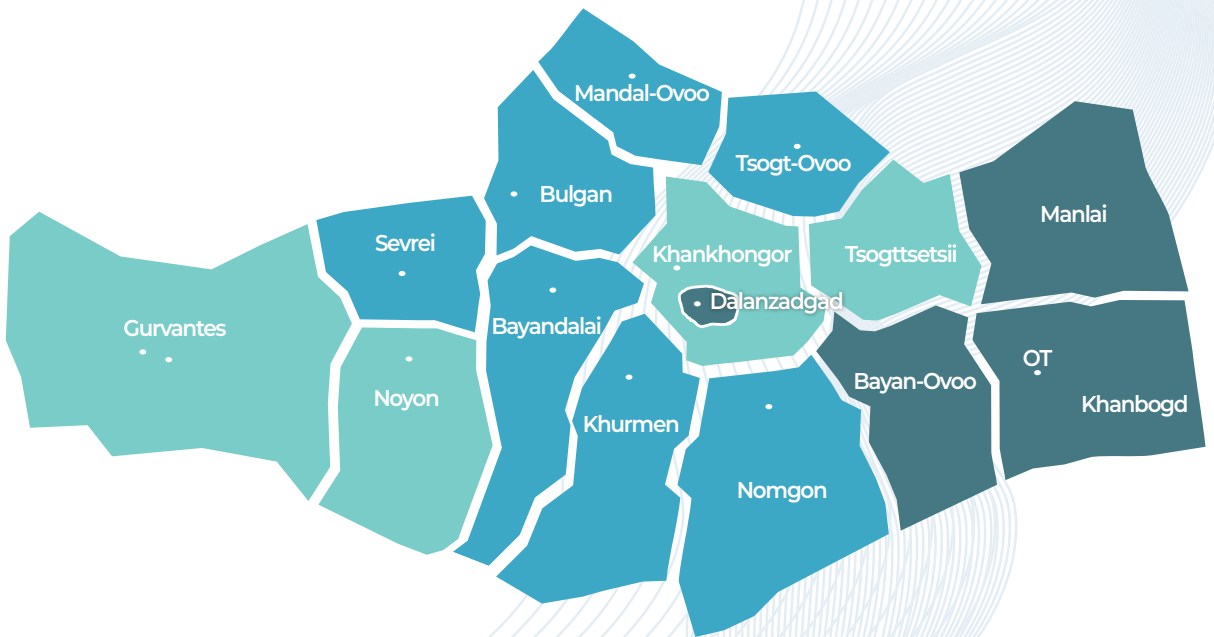 Mandal-Ovoo
Tsogt-Ovoo
Bulgan
Manlai
Sevrei
Khankhongor
Tsogttsetsii
Dalanzadgad
Gurvantes
Bayandalai
OT
Bayan-Ovoo
Noyon
Khanbogd
Khurmen
Nomgon